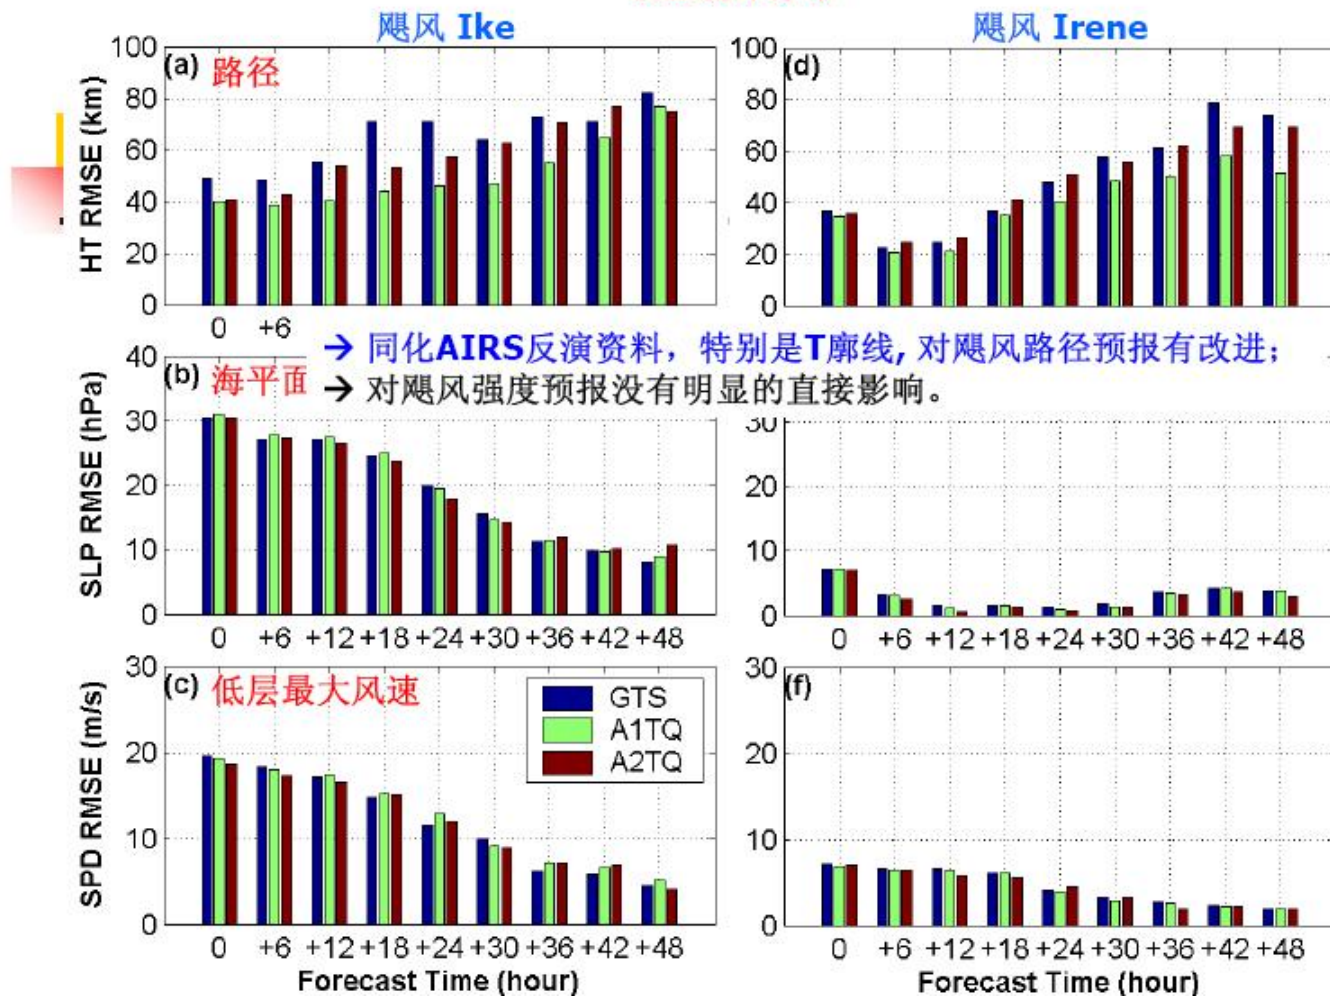 飓风 Ike
飓风 Irene
HT RMSE (km)
100
80
60
40
20
0
(a) 路径
0 +6
100
80
60
40
20
0
(d)
→ 同化AIRS反演资料，特别是T廓线, 对飓风路径预报有改进；
→ 对飓风强度预报没有明显的直接影响。
SLP RMSE (hPa)
40
30
20
10
0
(b) 海平面
0 +6 +12 +18 +24 +30 +36 +42 +48
30
20
10
0
0 +6 +12 +18 +24 +30 +36 +42 +48
SPD RMSE (m/s)
30
20
10
0
(c) 低层最大风速
GTS
A1TQ
A2TQ
0 +6 +12 +18 +24 +30 +36 +42 +48
Forecast Time (hour)
30
20
10
0
(f)
0 +6 +12 +18 +24 +30 +36 +42 +48
Forecast Time (hour)